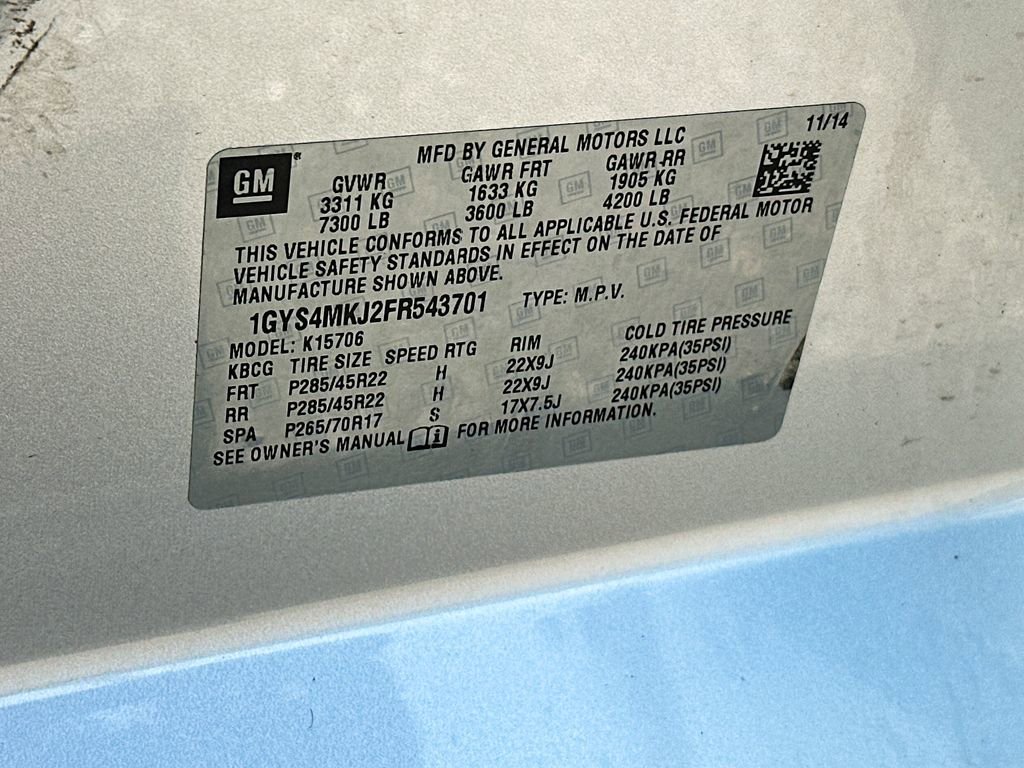 GM
MFD BY GENERAL MOTORS LLC 11/14
GVWR GAWR FRT GAWR RR
3311 KG 1633 KG 1905 KG
7300 LB 3600 LB 4200 LB
THIS VEHICLE CONFORMS TO ALL APPLICABLE U.S. FEDERAL MOTOR
VEHICLE SAFETY STANDARDS IN EFFECT ON THE DATE OF
MANUFACTURE SHOWN ABOVE.
1GYS4MKJ2FR543701 TYPE: M.P.V.
MODEL: K15706
KBCG TIRE SIZE SPEED RTG RIM COLD TIRE PRESSURE
FRT P285/45R22 H 22X9J 240KPA(35PSI)
RR P285/45R22 H 22X9J 240KPA(35PSI)
SPA P265/70R17 S 17X7.5J 240KPA(35PSI)
SEE OWNER'S MANUAL FOR MORE INFORMATION.